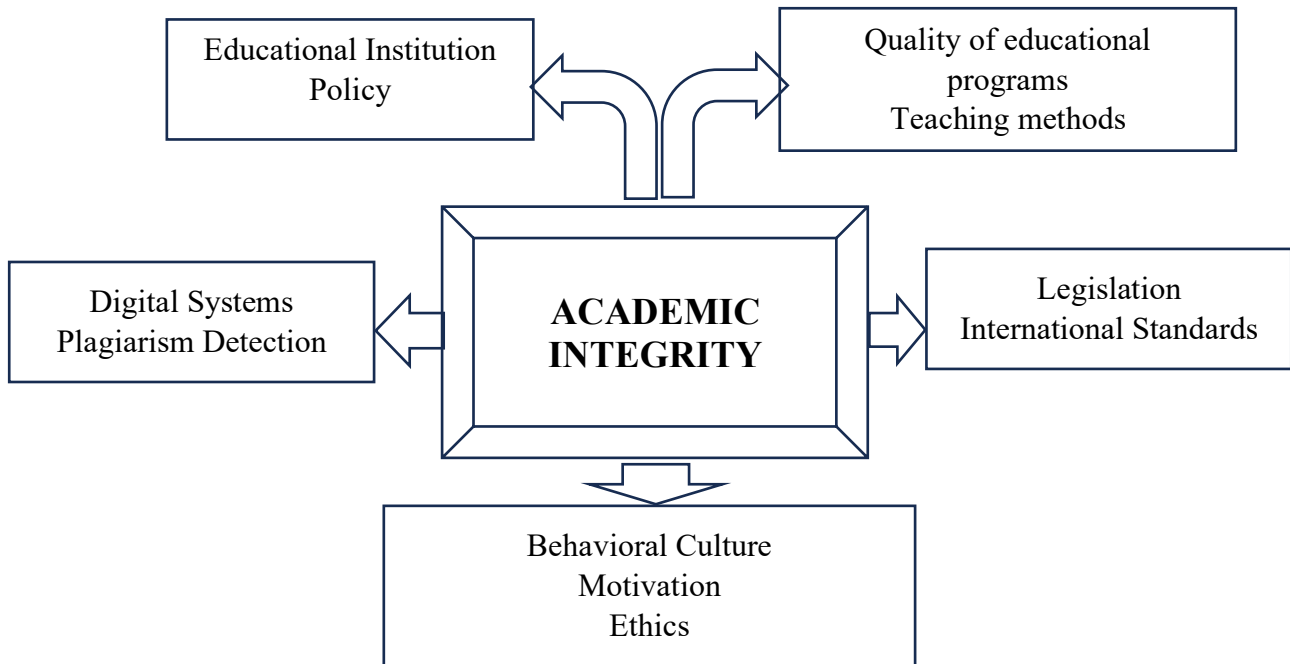 Educational Institution
Policy
Quality of educational
programs
Teaching methods
Digital Systems
Plagiarism Detection
ACADEMIC
INTEGRITY
Legislation
International Standards
Behavioral Culture
Motivation
Ethics